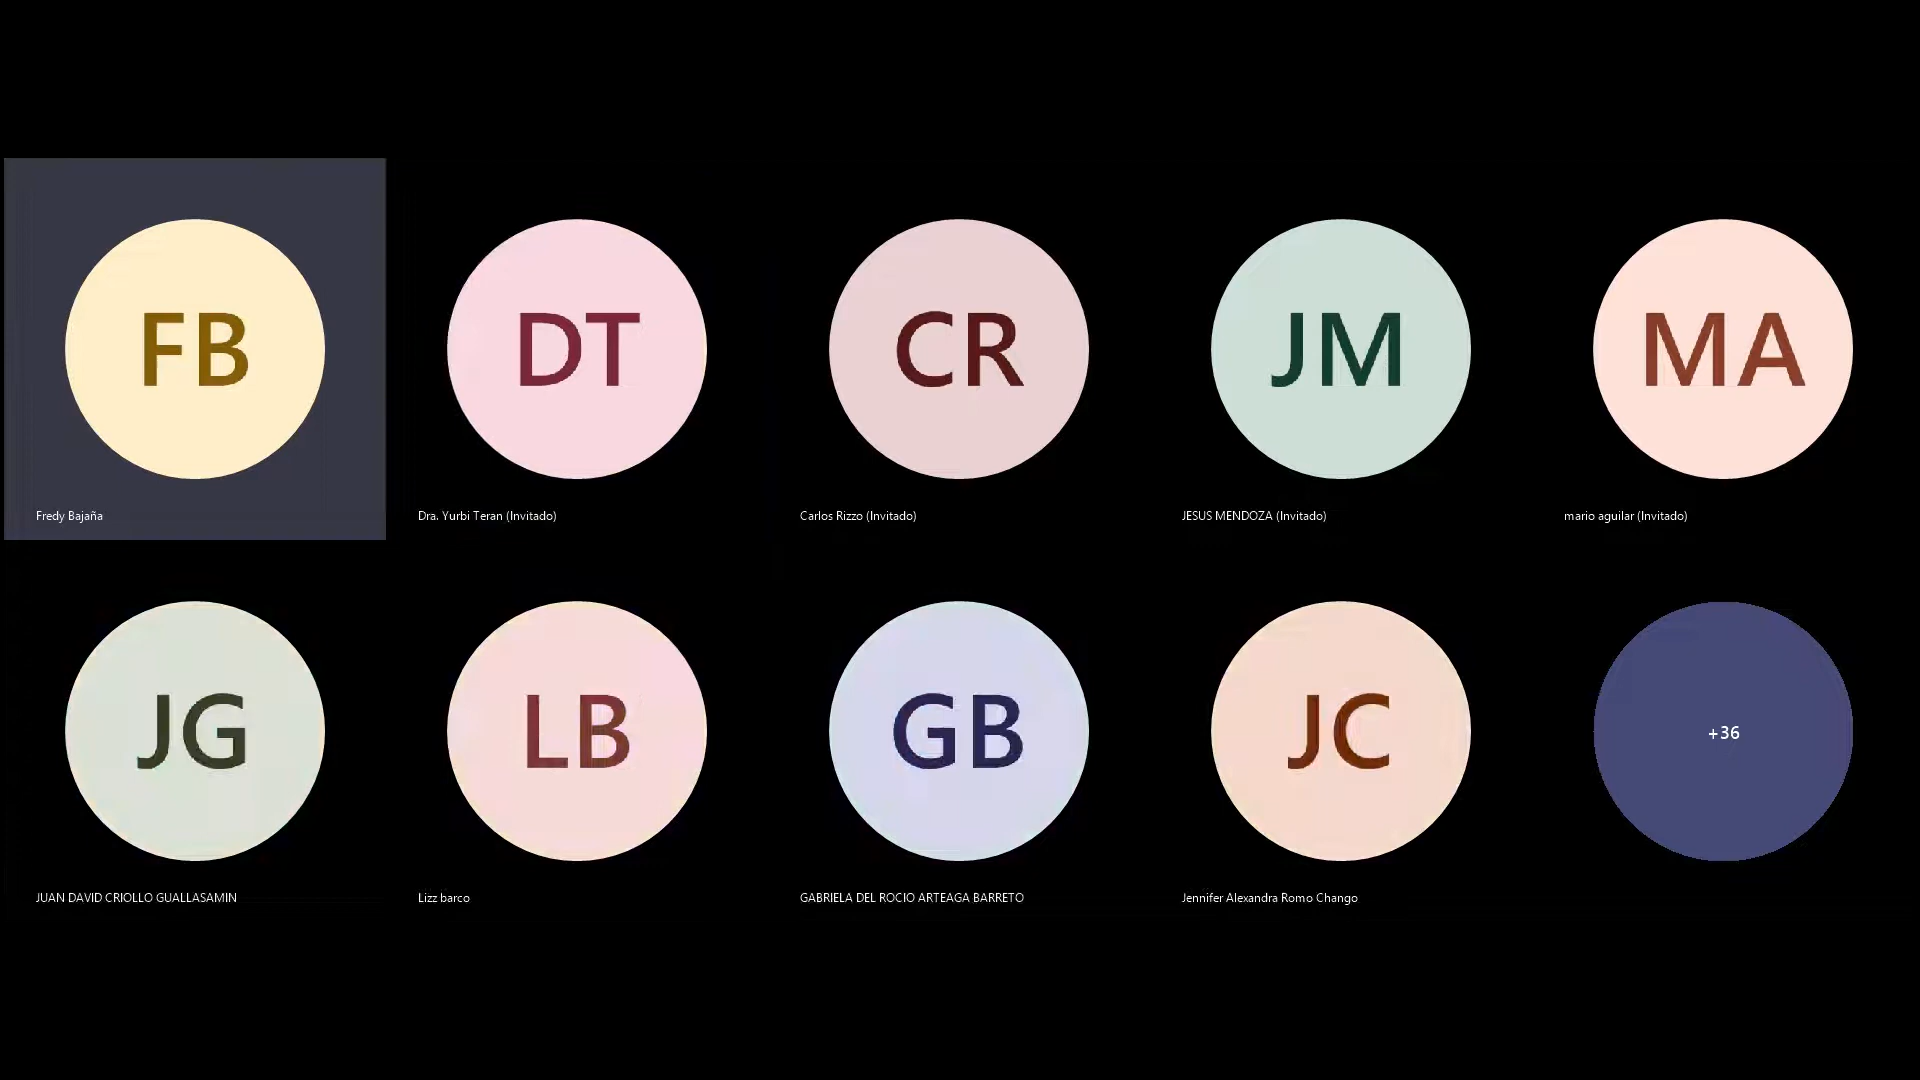 FB
DT
CR
JM
MA
Fredy Bajaña
Dra. Yurbi Teran (Invitado)
Carlos Rizzo (Invitado)
JESUS MENDOZA (Invitado)
mario aguilar (Invitado)
JG
LB
GB
JC
+36
JUAN DAVID CRIOLLO GUALLASAMIN
Lizz barco
GABRIELA DEL ROCIO ARTEAGA BARRETO
Jennifer Alexandra Romo Chango